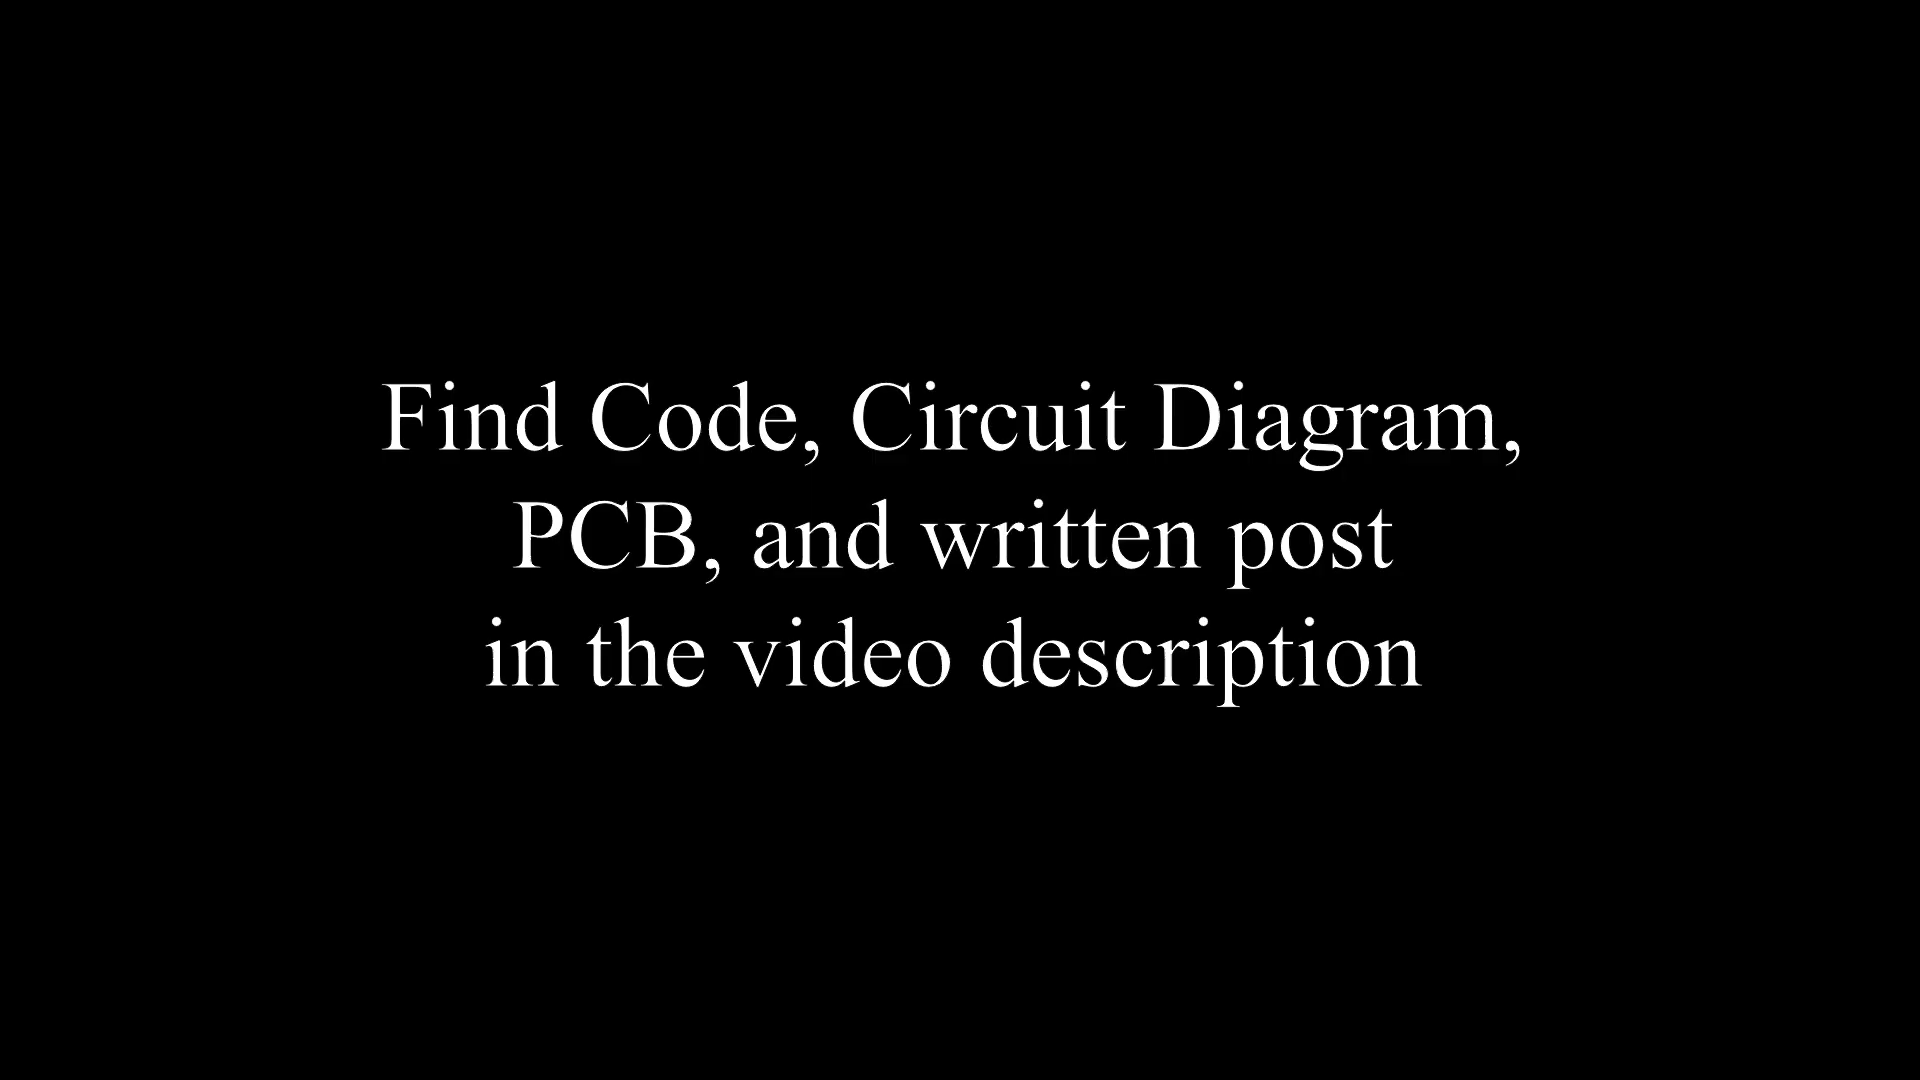 Find Code, Circuit Diagram,
PCB, and written post
in the video description